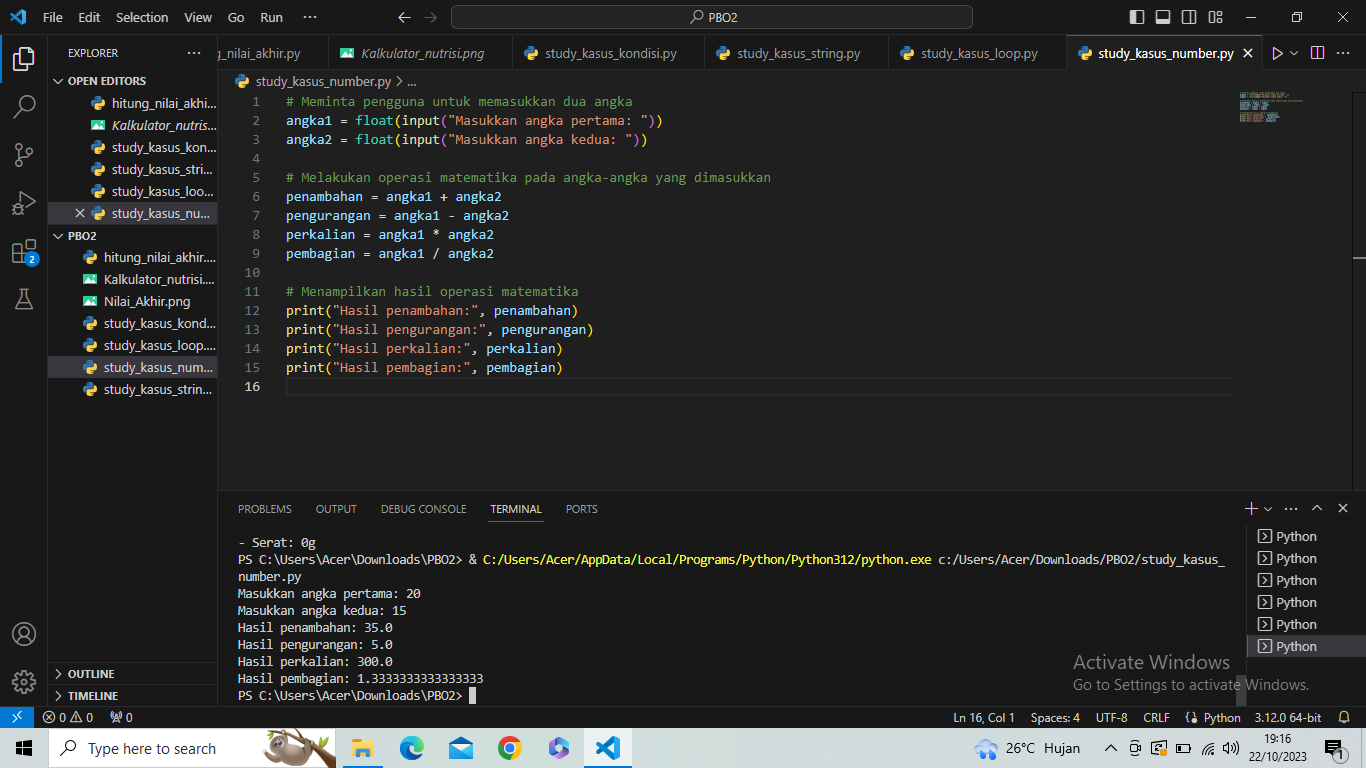 File Edit Selection View Go Run ··· PBO2
EXPLORER ···
OPEN EDITORS
hitung_nilai_akhi...
Kalkulator_nutris...
study_kasus_kon...
study_kasus_stri...
study_kasus_loo...
study_kasus_nu...
PBO2
hitung_nilai_akhir....
Kalkulator_nutrisi....
Nilai_Akhir.png
study_kasus_kond...
study_kasus_loop....
study_kasus_num...
study_kasus_strin...
OUTLINE
TIMELINE
g_nilai_akhir.py Kalkulator_nutrisi.png study_kasus_kondisi.py study_kasus_string.py study_kasus_loop.py study_kasus_number.py
study_kasus_number.py > ...
1 # Meminta pengguna untuk memasukkan dua angka
2 angka1 = float(input("Masukkan angka pertama: "))
3 angka2 = float(input("Masukkan angka kedua: "))
4
5 # Melakukan operasi matematika pada angka-angka yang dimasukkan
6 penambahan = angka1 + angka2
7 pengurangan = angka1 - angka2
8 perkalian = angka1 * angka2
9 pembagian = angka1 / angka2
10
11 # Menampilkan hasil operasi matematika
12 print("Hasil penambahan:", penambahan)
13 print("Hasil pengurangan:", pengurangan)
14 print("Hasil perkalian:", perkalian)
15 print("Hasil pembagian:", pembagian)
16
PROBLEMS OUTPUT DEBUG CONSOLE TERMINAL PORTS
- Serat: 0g
PS C:\Users\Acer\Downloads\PBO2> & C:/Users/Acer/AppData/Local/Programs/Python/Python312/python.exe c:/Users/Acer/Downloads/PBO2/study_kasus_
number.py
Masukkan angka pertama: 20
Masukkan angka kedua: 15
Hasil penambahan: 35.0
Hasil pengurangan: 5.0
Hasil perkalian: 300.0
Hasil pembagian: 1.3333333333333333
PS C:\Users\Acer\Downloads\PBO2>
Python
Python
Python
Python
Python
Python
Activate Windows
Go to Settings to activate Windows.
2
0 0 0 Ln 16, Col 1 Spaces: 4 UTF-8 CRLF Python 3.12.0 64-bit
Type here to search 26°C Hujan 19:16
22/10/2023
1